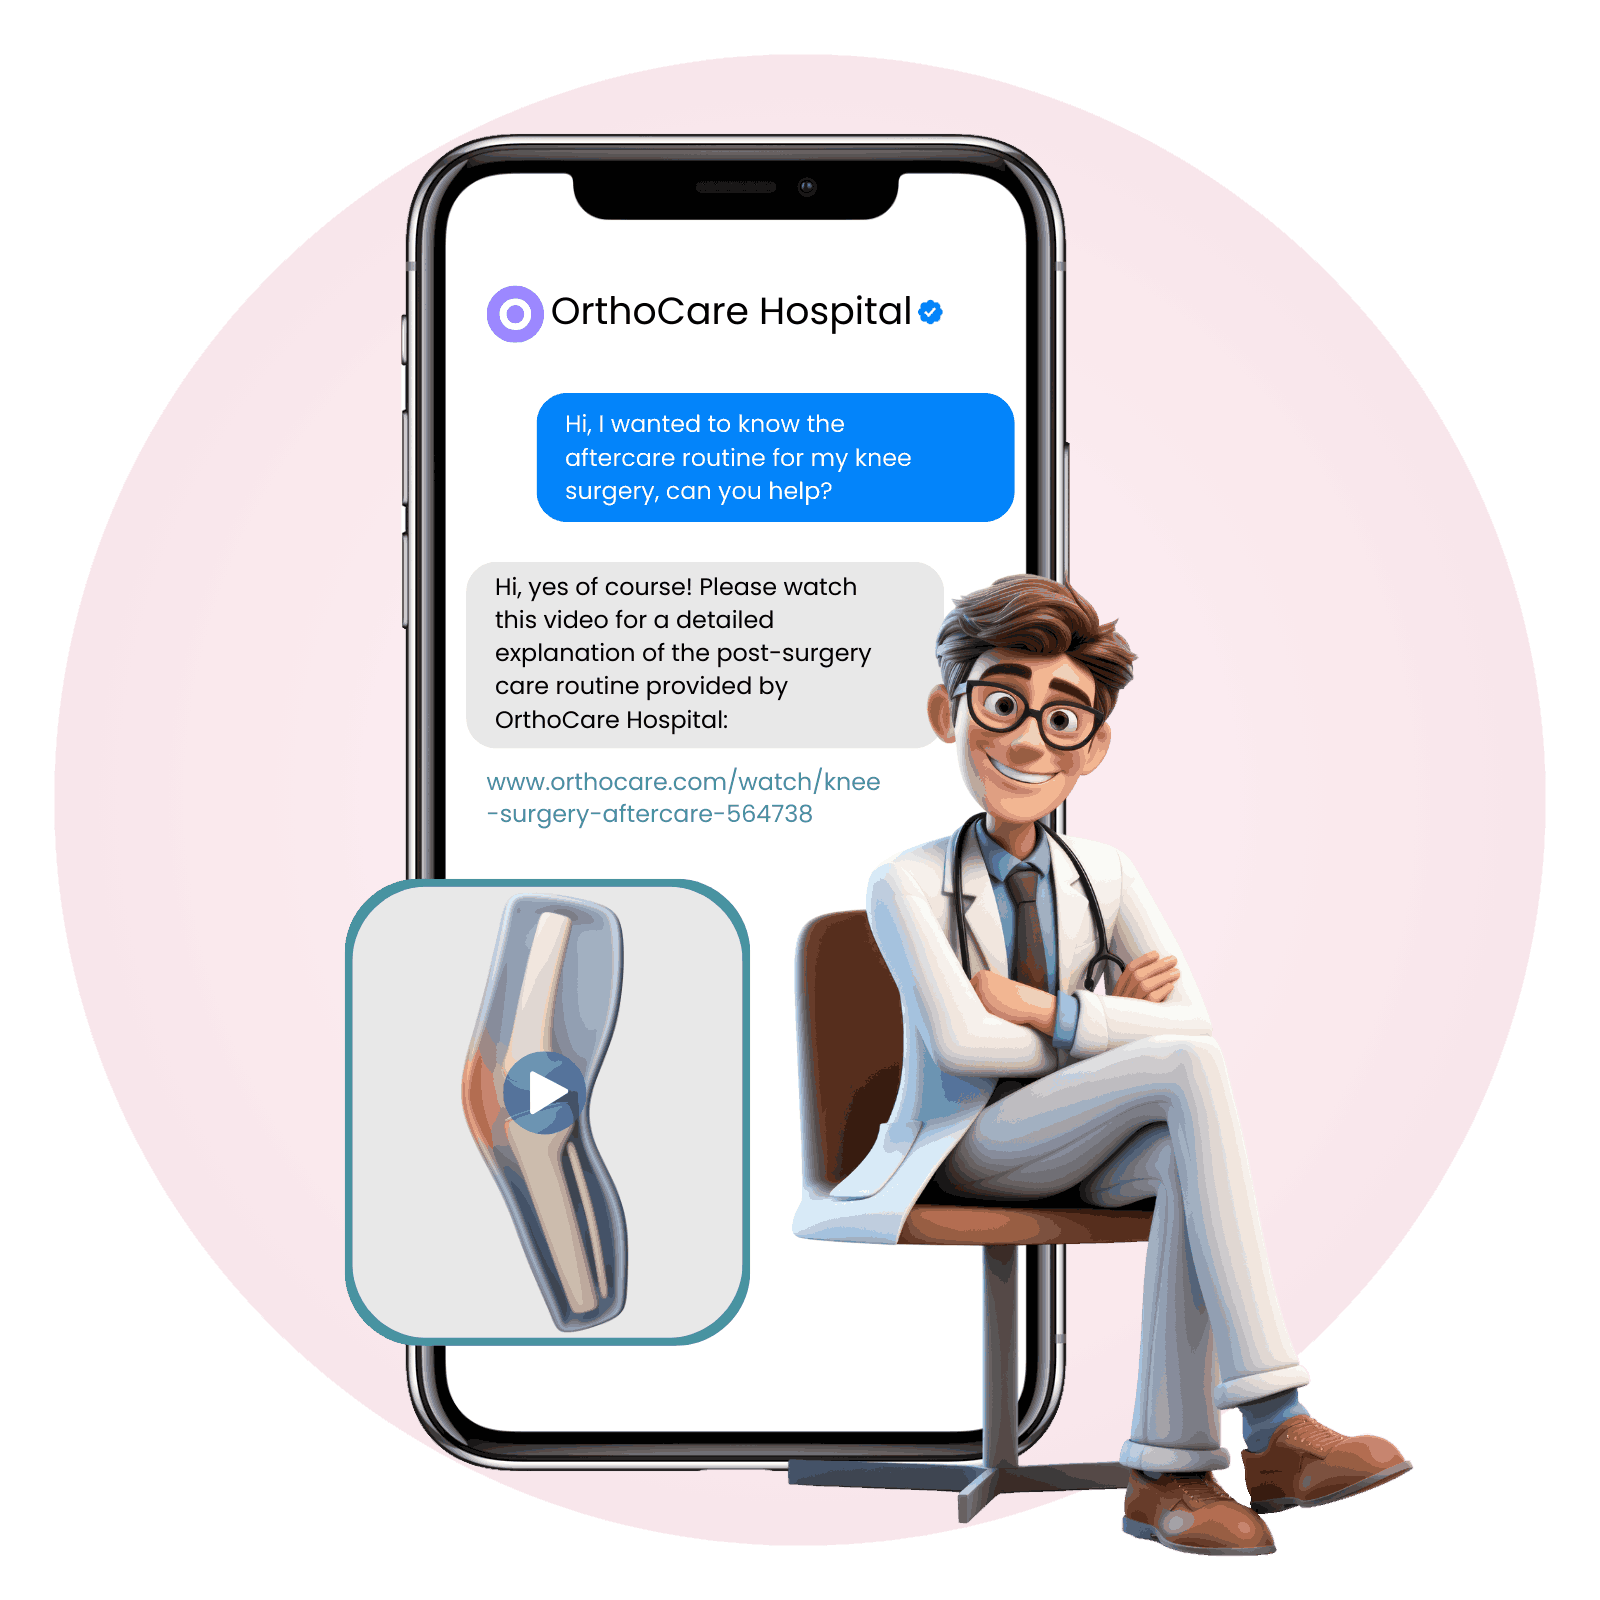 OrthoCare Hospital
Hi, I wanted to know the
aftercare routine for my knee
surgery, can you help?
Hi, yes of course! Please watch
this video for a detailed
explanation of the post-surgery
care routine provided by
OrthoCare Hospital:
www.orthocare.com/watch/knee
-surgery-aftercare-564738